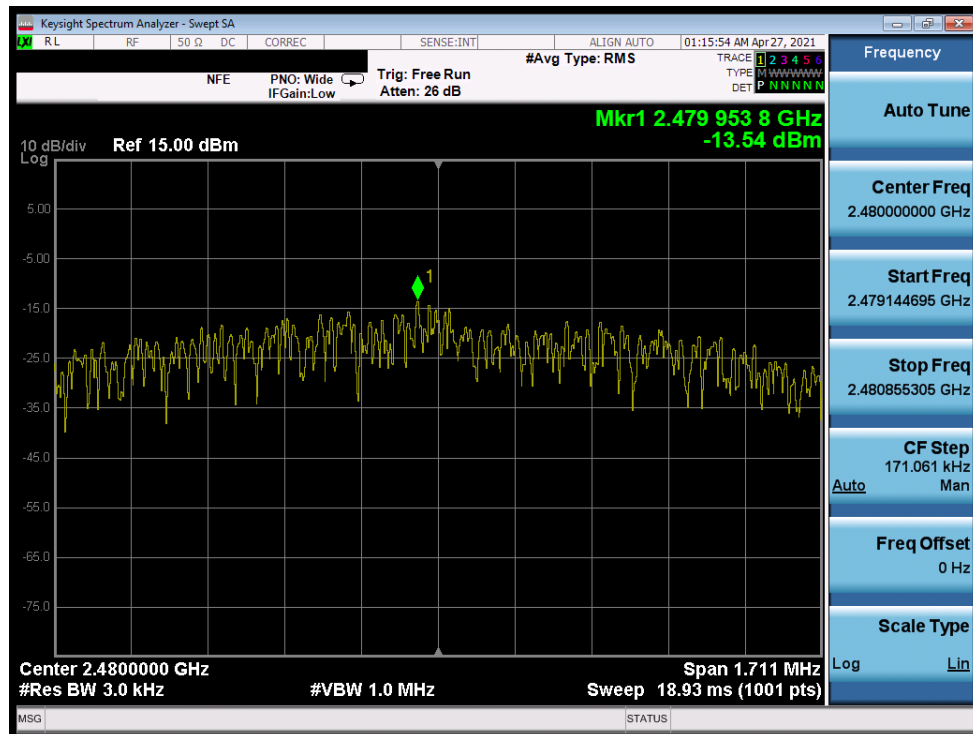 Keysight Spectrum Analyzer - Swept SA
LXI RL RF 50 Ω DC CORREC SENSE:INT ALIGN AUTO 01:15:54 AM Apr 27, 2021
#Avg Type: RMS
TRACE 1 2 3 4 5 6
TYPE M WWWWW
DET P N N N N N
NFE PNO: Wide Trig: Free Run
IFGain:Low Atten: 26 dB
Mkr1 2.479 953 8 GHz
-13.54 dBm
10 dB/div Ref 15.00 dBm
Log
5.00
-5.00
1
-15.0
-25.0
-35.0
-45.0
-55.0
-65.0
-75.0
Center 2.4800000 GHz Span 1.711 MHz
#Res BW 3.0 kHz #VBW 1.0 MHz Sweep 18.93 ms (1001 pts)
MSG STATUS
Frequency
Auto Tune
Center Freq
2.480000000 GHz
Start Freq
2.479144695 GHz
Stop Freq
2.480855305 GHz
CF Step
171.061 kHz
Auto Man
Freq Offset
0 Hz
Scale Type
Log Lin